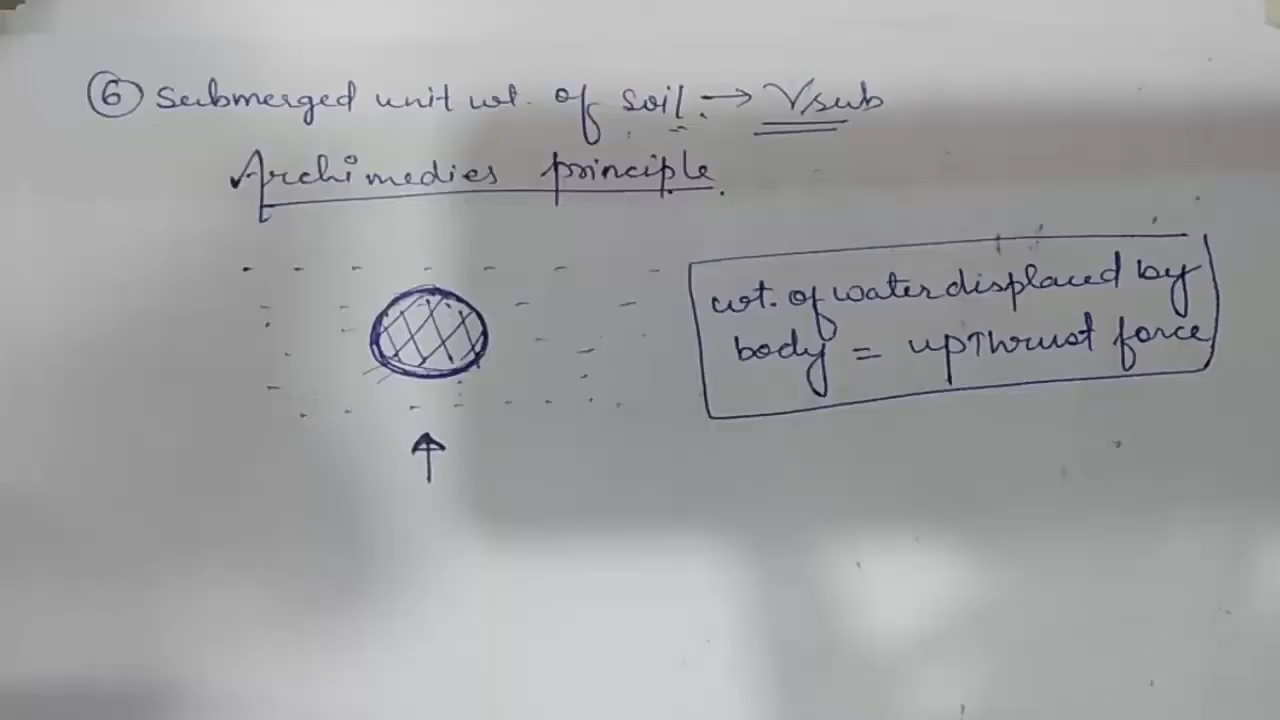 ⑥ Submerged unit wt. of soil. → γsub
Archimedies principle.
wt. of water displaced by
body = upthrust force